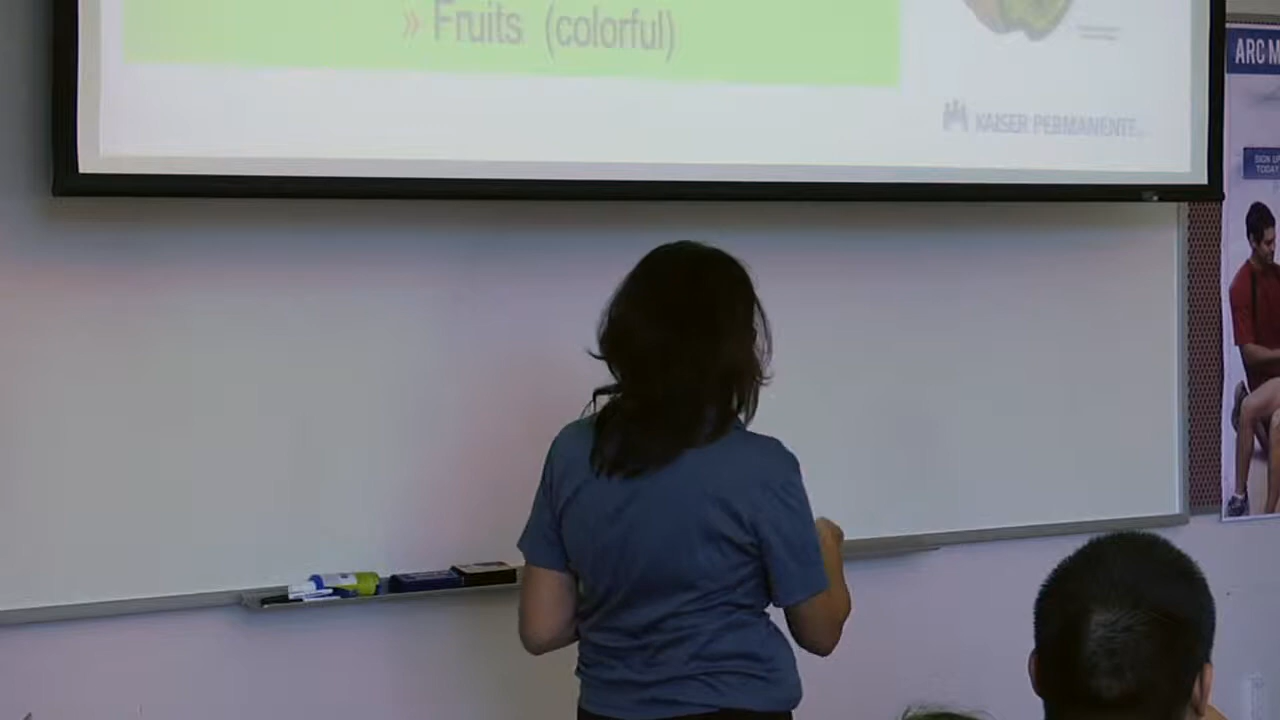 » Fruits (colorful)
KAISER PERMANENTE
ARC M
SIGN UP
TODAY